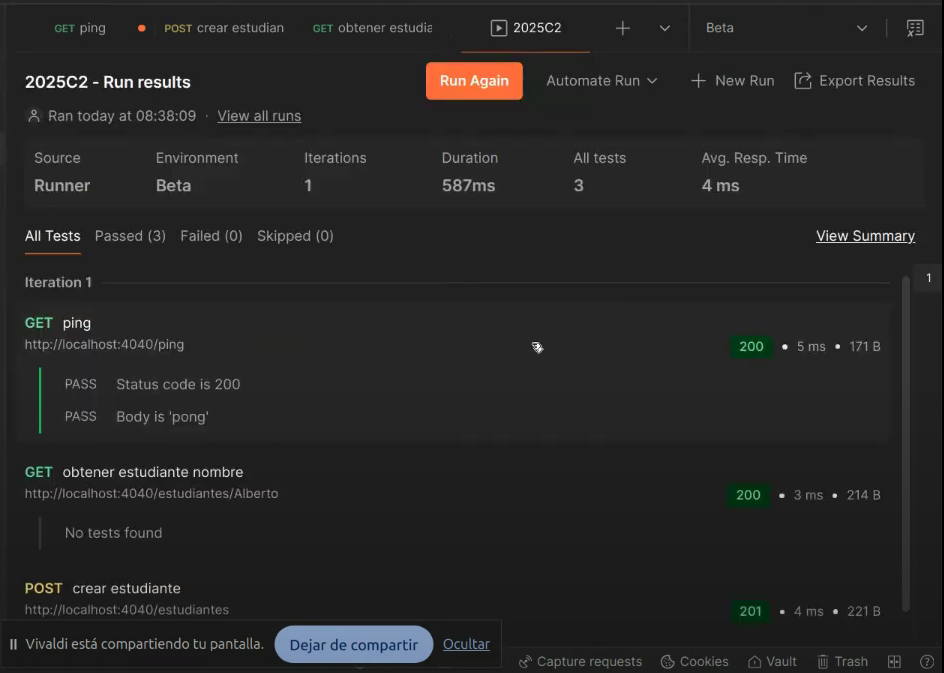 GET ping
POST crear estudian
GET obtener estudia
2025C2
Beta
2025C2 - Run results
Run Again
Automate Run
New Run
Export Results
Ran today at 08:38:09 · View all runs
Source Environment Iterations Duration All tests Avg. Resp. Time
Runner Beta 1 587ms 3 4 ms
All Tests Passed (3) Failed (0) Skipped (0) View Summary
Iteration 1
1
GET ping
http://localhost:4040/ping
200 • 5 ms • 171 B
PASS Status code is 200
PASS Body is 'pong'
GET obtener estudiante nombre
http://localhost:4040/estudiantes/Alberto
200 • 3 ms • 214 B
No tests found
POST crear estudiante
http://localhost:4040/estudiantes
201 • 4 ms • 221 B
Vivaldi está compartiendo tu pantalla. Dejar de compartir Ocultar
Capture requests Cookies Vault Trash